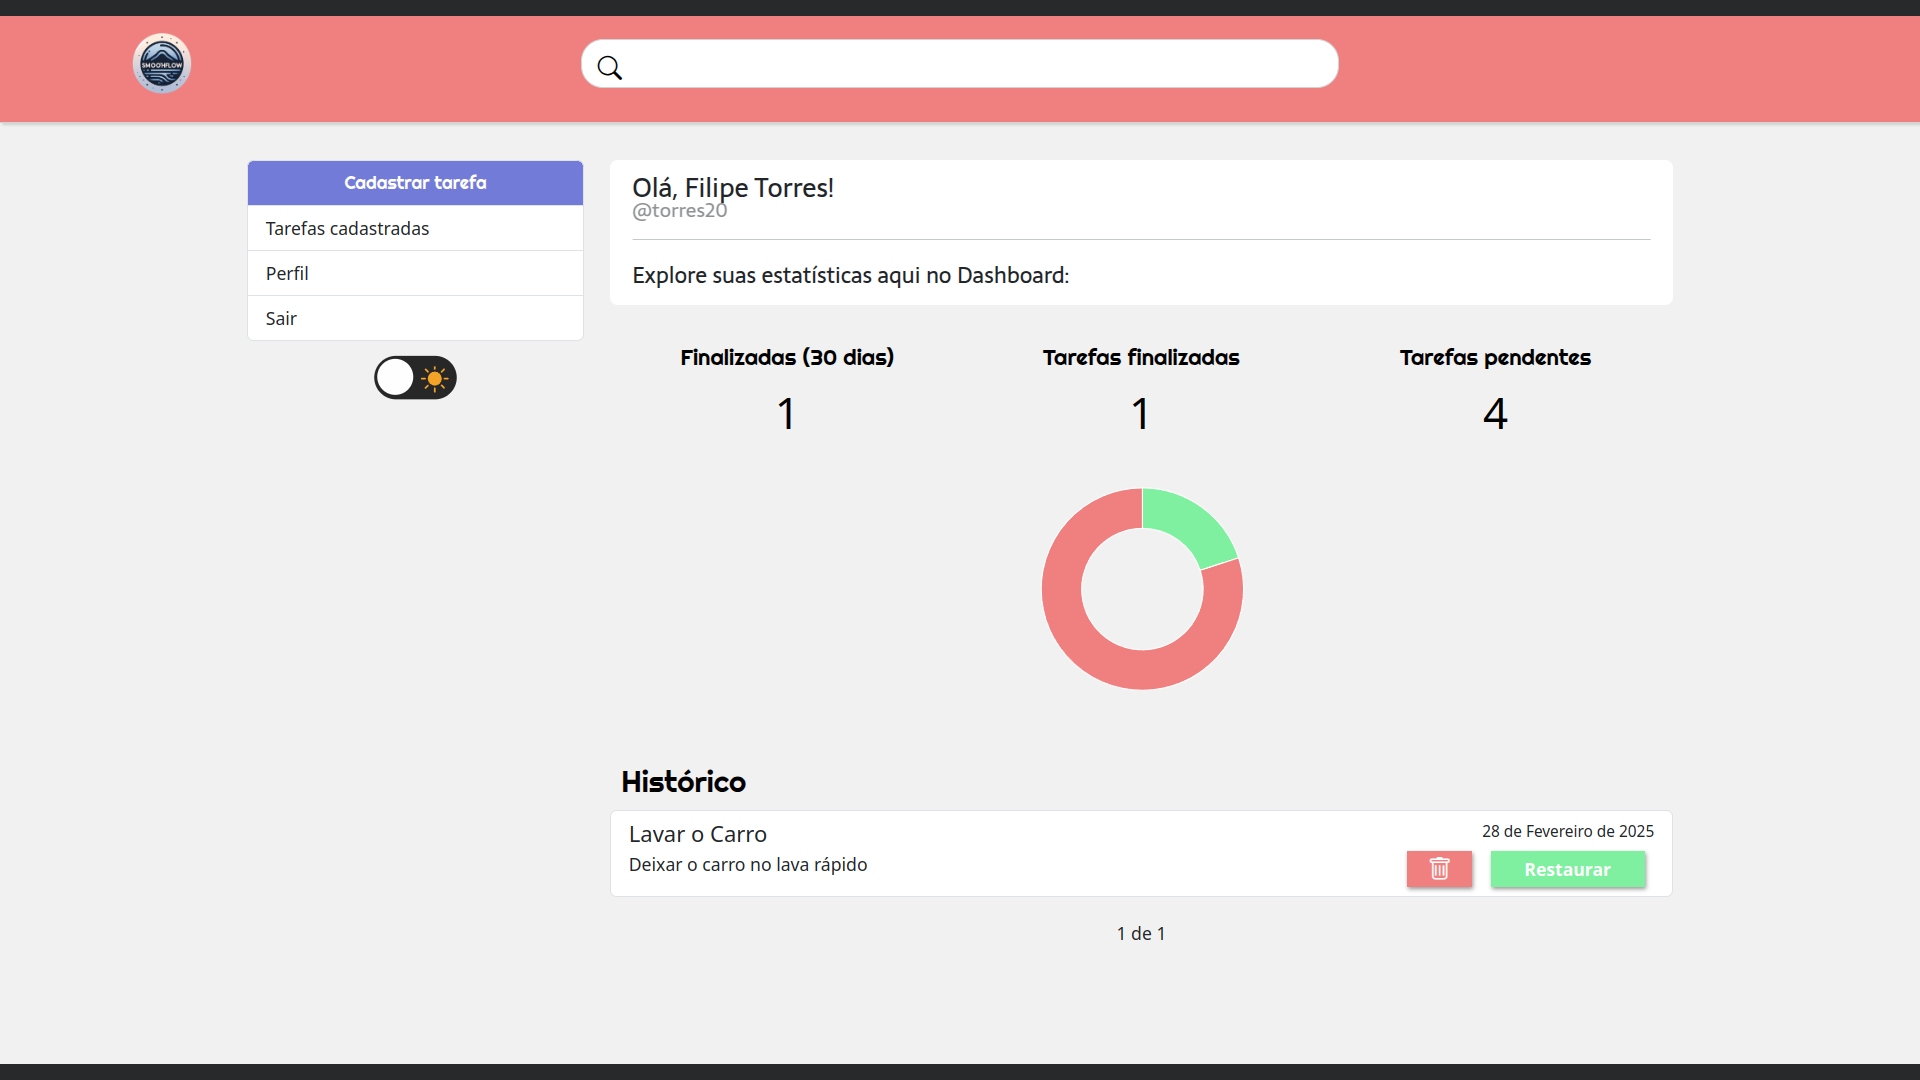 SMOOTHFLOW
Cadastrar tarefa
Tarefas cadastradas
Perfil
Sair
Olá, Filipe Torres!
@torres20
Explore suas estatísticas aqui no Dashboard:
Finalizadas (30 dias)
1
Tarefas finalizadas
1
Tarefas pendentes
4
Histórico
Lavar o Carro
Deixar o carro no lava rápido
28 de Fevereiro de 2025
Restaurar
1 de 1